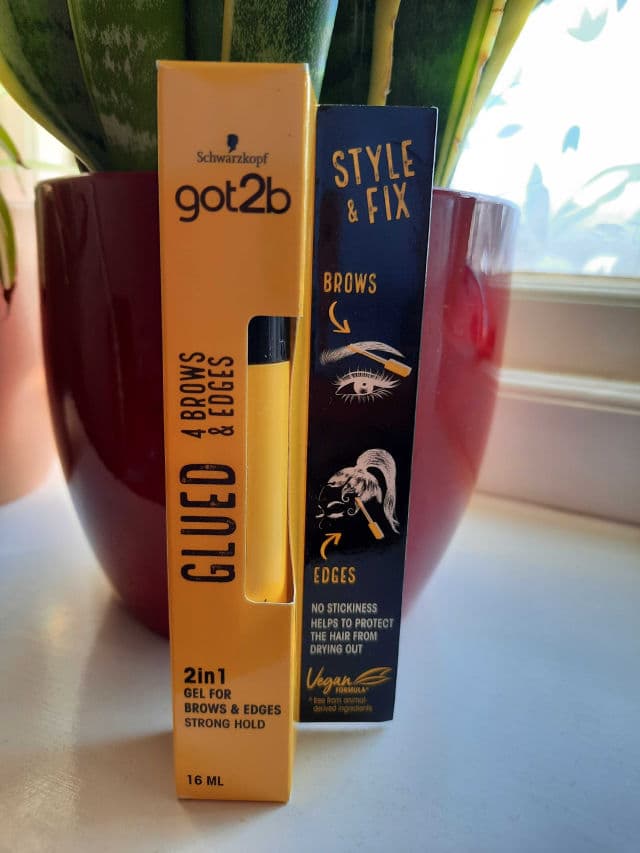 Schwarzkopf
got2b
GLUED
4 BROWS
& EDGES
2in1
GEL FOR
BROWS & EDGES
STRONG HOLD
16 ML
STYLE
& FIX
BROWS
EDGES
NO STICKINESS
HELPS TO PROTECT
THE HAIR FROM
DRYING OUT
Vegan
FORMULA*
* free from animal-
derived ingredients